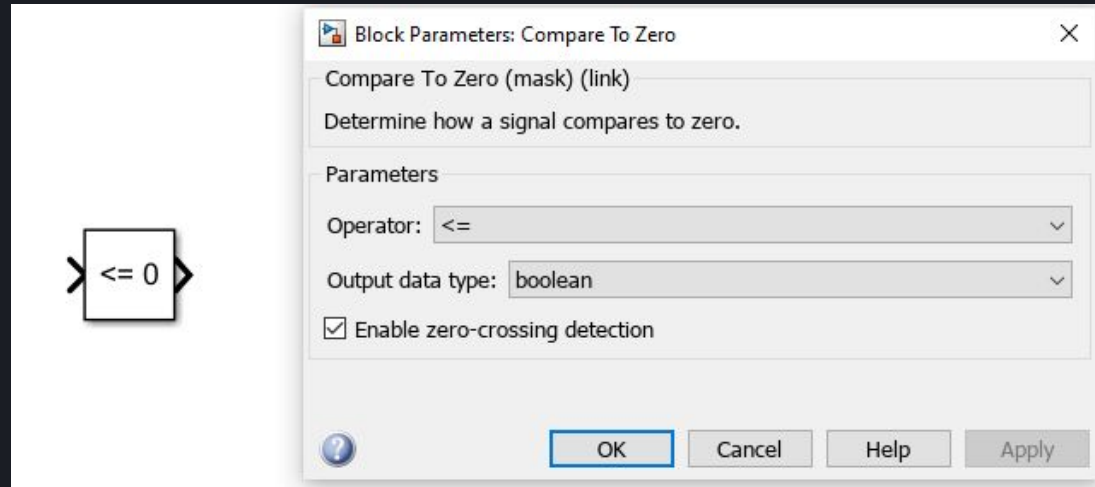 Block Parameters: Compare To Zero
Compare To Zero (mask) (link)
Determine how a signal compares to zero.
Parameters
Operator: <=
<= 0
Output data type: boolean
Enable zero-crossing detection
OK Cancel Help Apply